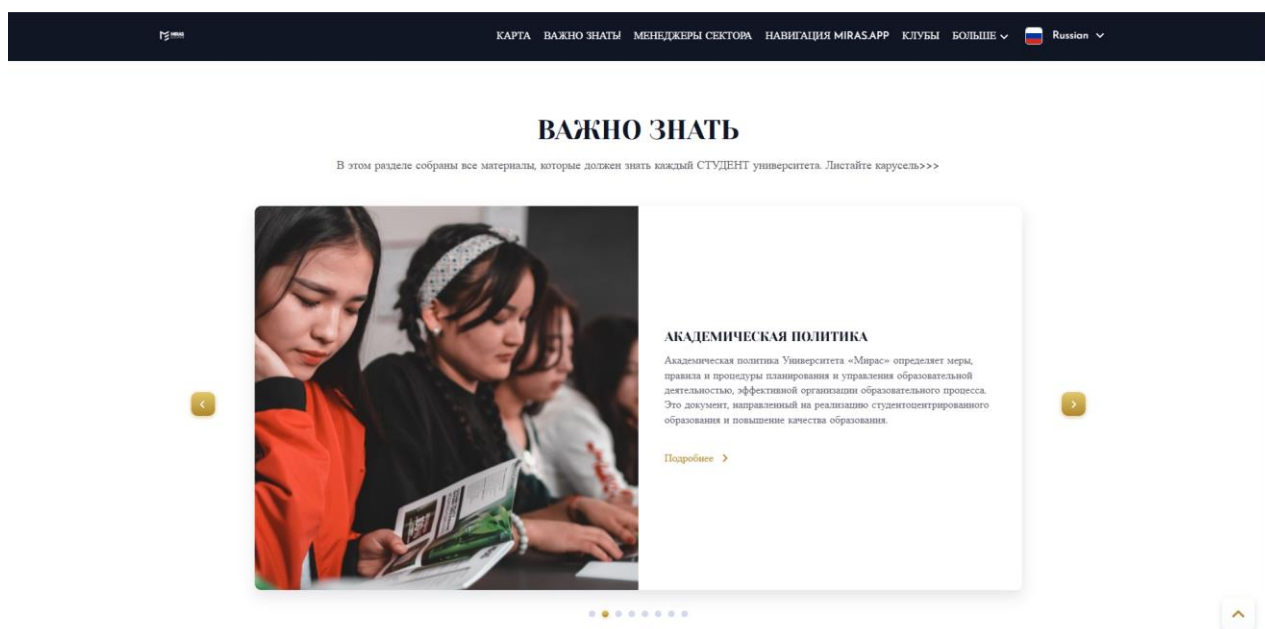 MIRAS
КАРТА ВАЖНО ЗНАТЬ! МЕНЕДЖЕРЫ СЕКТОРА НАВИГАЦИЯ MIRAS.APP КЛУБЫ БОЛЬШЕ Russian
ВАЖНО ЗНАТЬ
В этом разделе собраны все материалы, которые должен знать каждый СТУДЕНТ университета. Листайте карусель>>>
АКАДЕМИЧЕСКАЯ ПОЛИТИКА
Академическая политика Университета «Мирас» определяет меры,
правила и процедуры планирования и управления образовательной
деятельностью, эффективной организации образовательного процесса.
Это документ, направленный на реализацию студентоцентрированного
образования и повышение качества образования.
Подробнее